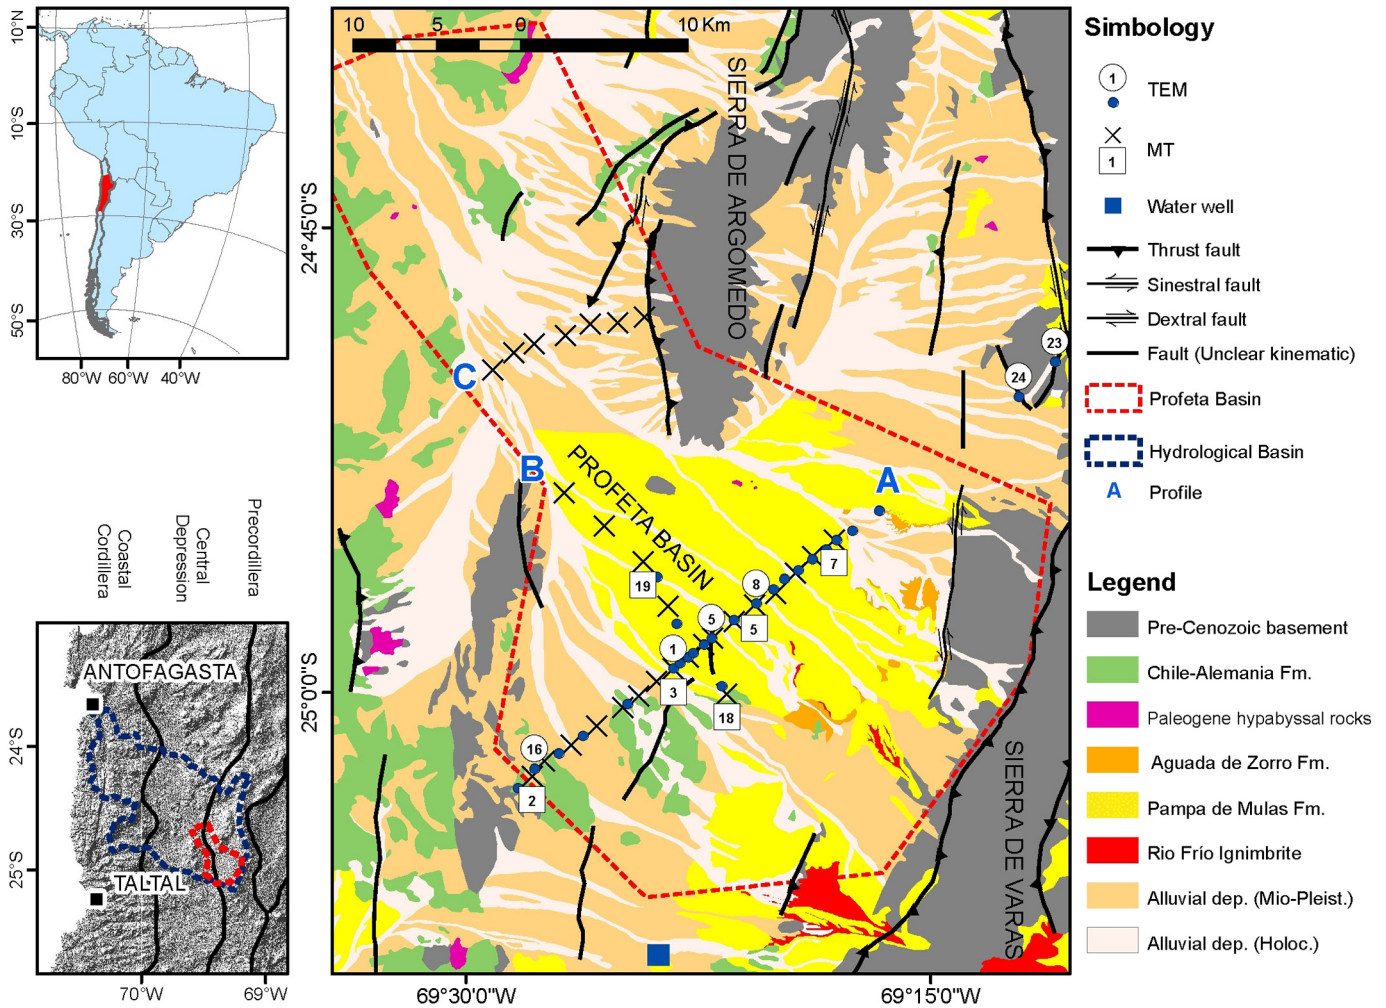 10°N
10°S
30°S
50°S
80°W
60°W
40°W
Coastal
Cordillera
Central
Depression
Precordillera
ANTOFAGASTA
TALTAL
24°S
25°S
70°W
69°W
10
5
0
10 Km
SIERRA DE ARGOMEDO
24°45'0"S
25°0'0"S
69°30'0"W
69°15'0"W
C
B
A
PROFETA BASIN
SIERRA DE VARAS
23
24
19
8
7
5
5
1
3
18
16
2
Simbology
1
TEM
MT
1
Water well
Thrust fault
Sinestral fault
Dextral fault
Fault (Unclear kinematic)
Profeta Basin
Hydrological Basin
A
Profile
Legend
Pre-Cenozoic basement
Chile-Alemania Fm.
Paleogene hypabyssal rocks
Aguada de Zorro Fm.
Pampa de Mulas Fm.
Rio Frío Ignimbrite
Alluvial dep. (Mio-Pleist.)
Alluvial dep. (Holoc.)